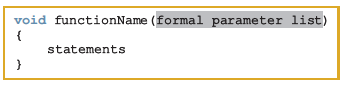 void functionName(formal parameter list)
{
    statements
}